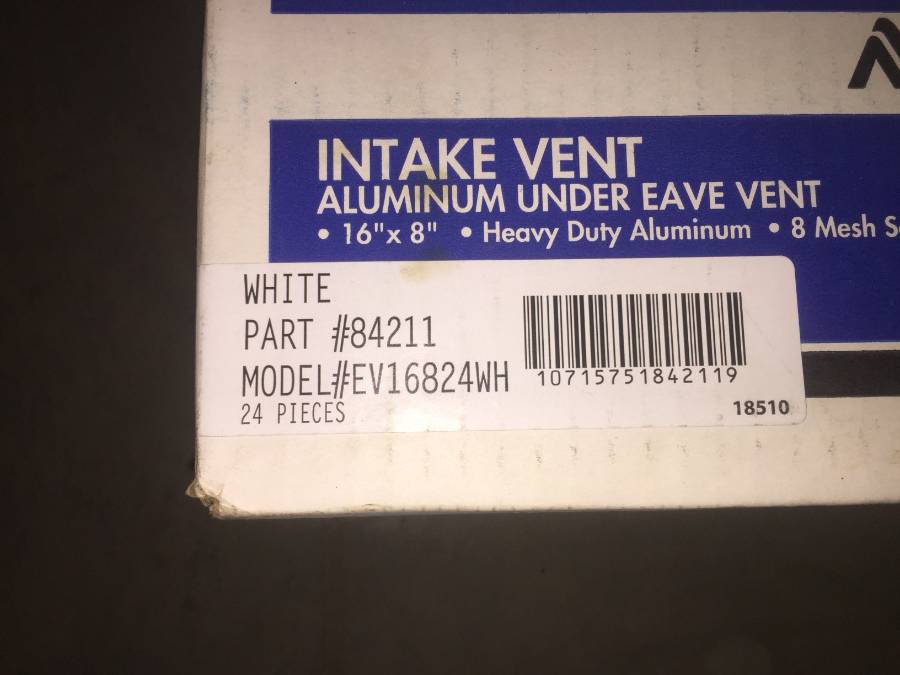 INTAKE VENT
ALUMINUM UNDER EAVE VENT
• 16"x 8" • Heavy Duty Aluminum • 8 Mesh
WHITE
PART #84211
MODEL#EV16824WH
24 PIECES
10715751842119
18510